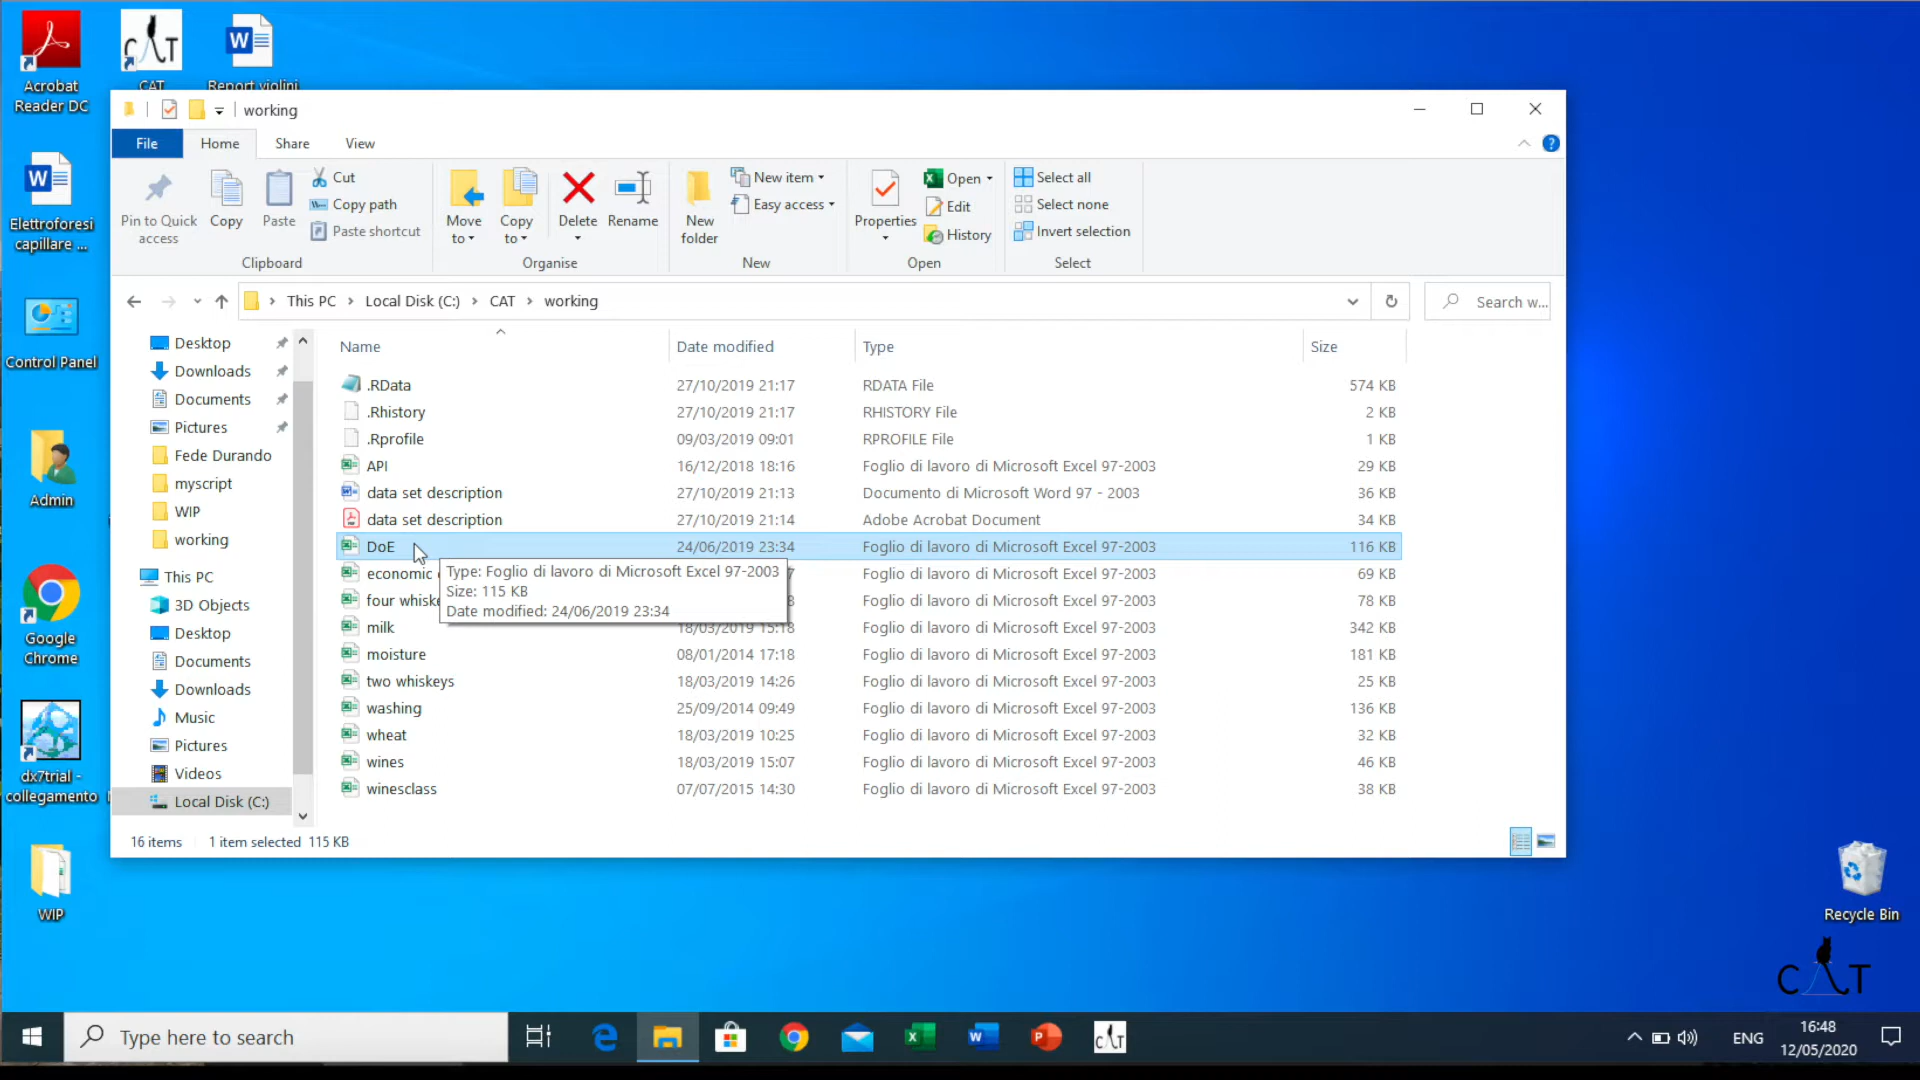 Acrobat
Reader DC
CAT
CAT
W
Report violini
working
File
Home
Share
View
?
Pin to Quick
access
Copy
Paste
Cut
Copy path
Paste shortcut
Clipboard
Move
to
Copy
to
Delete
Rename
Organise
New
folder
New item
Easy access
New
Properties
Open
Edit
History
Open
Select all
Select none
Invert selection
Select
This PC
Local Disk (C:)
CAT
working
Search w...
W
Elettroforesi
capillare ...
Control Panel
Admin
Google
Chrome
dx7trial -
collegamento
WIP
Desktop
Downloads
Documents
Pictures
Fede Durando
myscript
WIP
working
This PC
3D Objects
Desktop
Documents
Downloads
Music
Pictures
Videos
Local Disk (C:)
Name Date modified Type Size
.RData 27/10/2019 21:17 RDATA File 574 KB
.Rhistory 27/10/2019 21:17 RHISTORY File 2 KB
.Rprofile 09/03/2019 09:01 RPROFILE File 1 KB
API 16/12/2018 18:16 Foglio di lavoro di Microsoft Excel 97-2003 29 KB
data set description 27/10/2019 21:13 Documento di Microsoft Word 97 - 2003 36 KB
data set description 27/10/2019 21:14 Adobe Acrobat Document 34 KB
DoE 24/06/2019 23:34 Foglio di lavoro di Microsoft Excel 97-2003 116 KB
economic Foglio di lavoro di Microsoft Excel 97-2003 69 KB
four Foglio di lavoro di Microsoft Excel 97-2003 78 KB
milk 18/03/2019 15:18 Foglio di lavoro di Microsoft Excel 97-2003 342 KB
moisture 08/01/2014 17:18 Foglio di lavoro di Microsoft Excel 97-2003 181 KB
two whiskeys 18/03/2019 14:26 Foglio di lavoro di Microsoft Excel 97-2003 25 KB
washing 25/09/2014 09:49 Foglio di lavoro di Microsoft Excel 97-2003 136 KB
wheat 18/03/2019 10:25 Foglio di lavoro di Microsoft Excel 97-2003 32 KB
wines 18/03/2019 15:07 Foglio di lavoro di Microsoft Excel 97-2003 46 KB
winesclass 07/07/2015 14:30 Foglio di lavoro di Microsoft Excel 97-2003 38 KB
Type: Foglio di lavoro di Microsoft Excel 97-2003
Size: 115 KB
Date modified: 24/06/2019 23:34
16 items 1 item selected 115 KB
Recycle Bin
CAT
Type here to search
CAT
ENG
16:48
12/05/2020